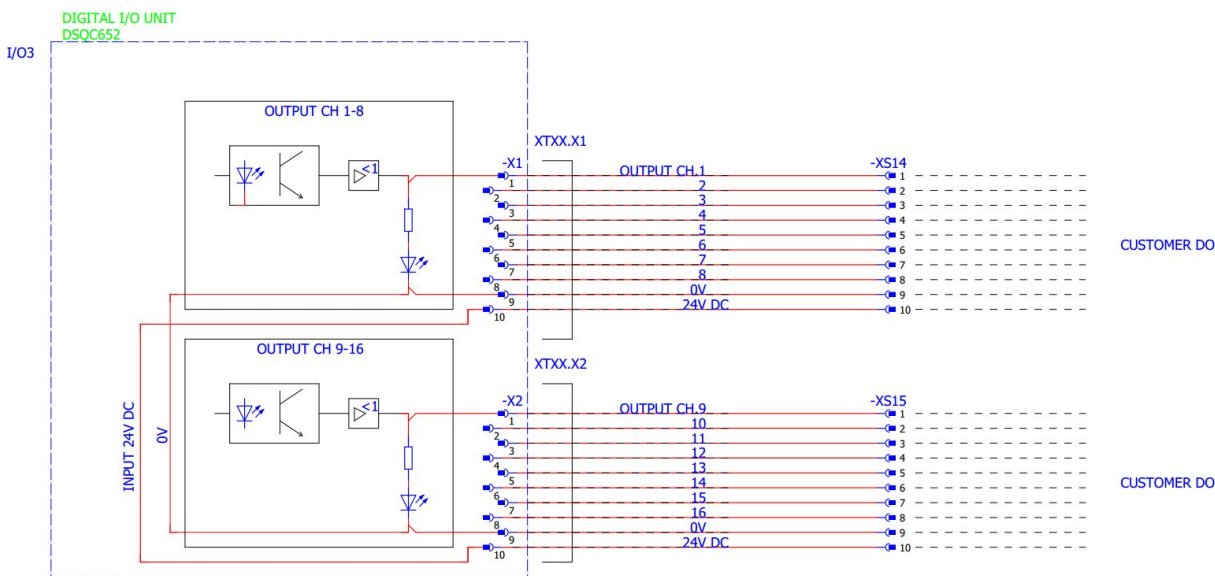 DIGITAL I/O UNIT
DSQC652
I/O3
OUTPUT CH 1-8
<1
XTXX.X1
-X1
1
2
3
4
5
6
7
8
9
10
OUTPUT CH.1
2
3
4
5
6
7
8
0V
24V DC
-XS14
1
2
3
4
5
6
7
8
9
10
CUSTOMER DO
INPUT 24V DC
0V
OUTPUT CH 9-16
<1
XTXX.X2
-X2
1
2
3
4
5
6
7
8
9
10
OUTPUT CH.9
10
11
12
13
14
15
16
0V
24V DC
-XS15
1
2
3
4
5
6
7
8
9
10
CUSTOMER DO